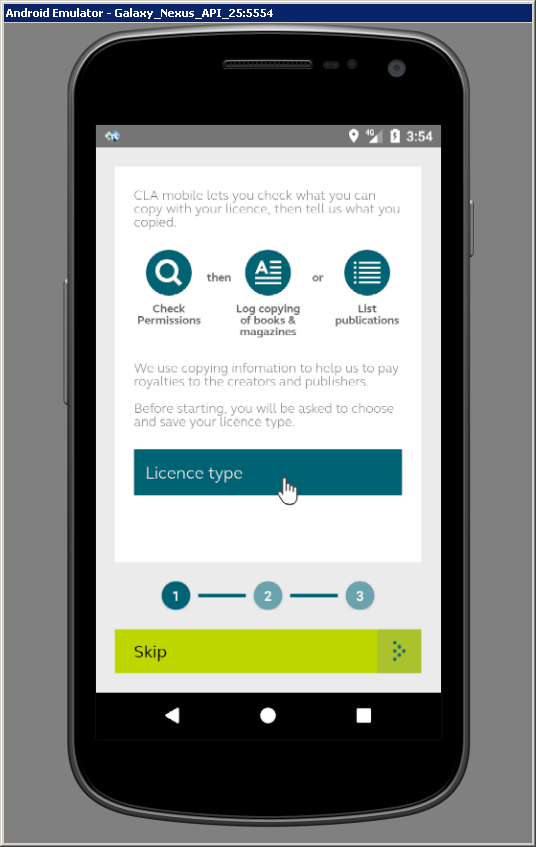 Android Emulator - Galaxy_Nexus_API_25:5554
4G 3:54
CLA mobile lets you check what you can
copy with your licence, then tell us what you
copied.
then
or
Check
Permissions
Log copying
of books &
magazines
List
publications
We use copying infomation to help us to pay
royalties to the creators and publishers.
Before starting, you will be asked to choose
and save your licence type.
Licence type
1 2 3
Skip